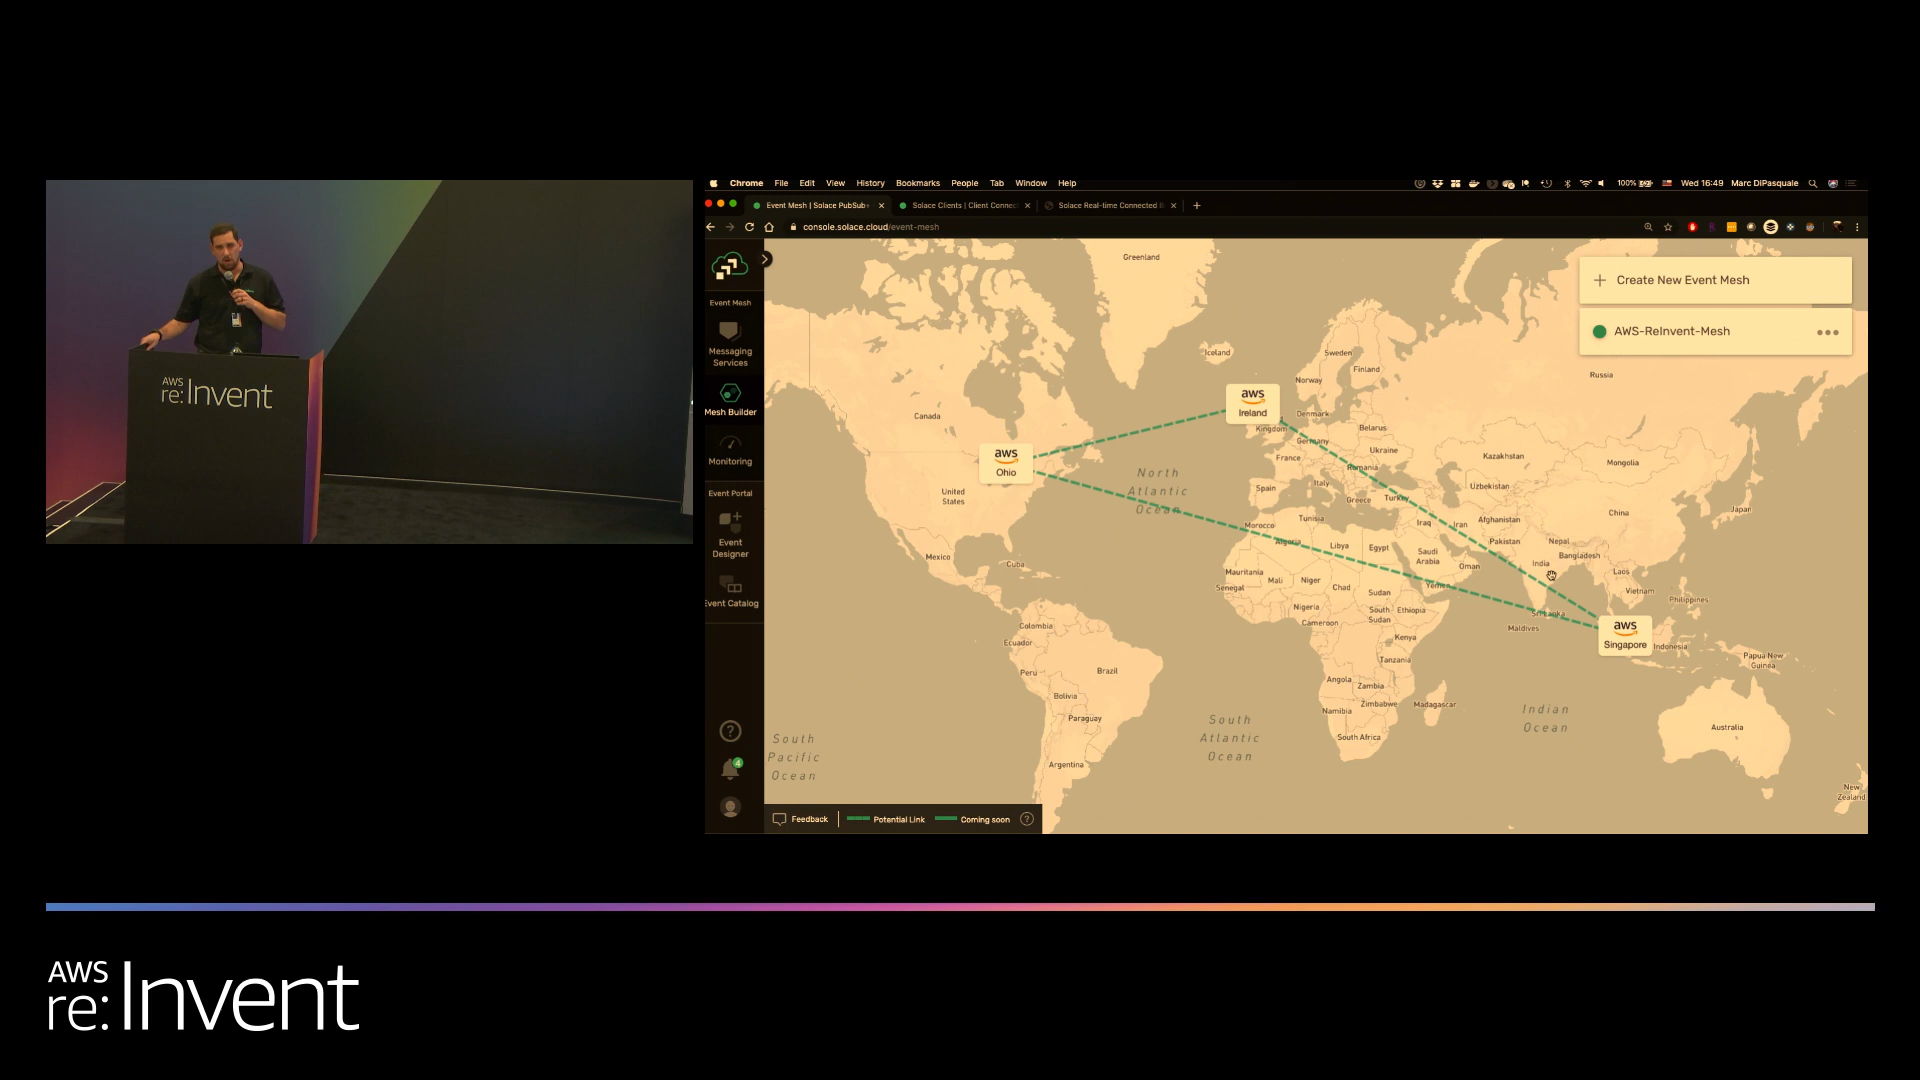 AWS
re:Invent
Chrome File Edit View History Bookmarks People Tab Window Help
100% Wed 16:49 Marc DiPasquale
Event Mesh | Solace PubSub+
Solace Clients | Client Connec
Solace Real-time Connected
console.solace.cloud/event-mesh
Event Mesh
Messaging
Services
Mesh Builder
Monitoring
Event Portal
Event
Designer
Event Catalog
4
Create New Event Mesh
AWS-ReInvent-Mesh
Greenland
Iceland
Sweden
Finland
Norway
Russia
aws
Ireland
Denmark
Kingdom
Belarus
Germany
Canada
aws
Ohio
Ukraine
France
Romania
Kazakhstan
Mongolia
North
Atlantic
Ocean
United
States
Spain
Italy
Greece
Turkey
Uzbekistan
Japan
China
Morocco
Tunisia
Iraq
Iran
Afghanistan
Algeria
Libya
Egypt
Pakistan
Nepal
Bangladesh
Mexico
Cuba
Saudi
Arabia
Oman
India
Laos
Mauritania
Mali
Niger
Chad
Sudan
Yemen
Vietnam
Philippines
Senegal
Nigeria
South
Sudan
Ethiopia
Sri Lanka
Colombia
Cameroon
Maldives
aws
Singapore
Ecuador
Kenya
Indonesia
Papua New
Guinea
Peru
Brazil
Tanzania
Angola
Zambia
Bolivia
Zimbabwe
Madagascar
Namibia
Paraguay
South
Atlantic
Ocean
Indian
Ocean
Australia
South Africa
South
Pacific
Ocean
Argentina
New
Zealand
Feedback Potential Link Coming soon ?
AWS
re:Invent